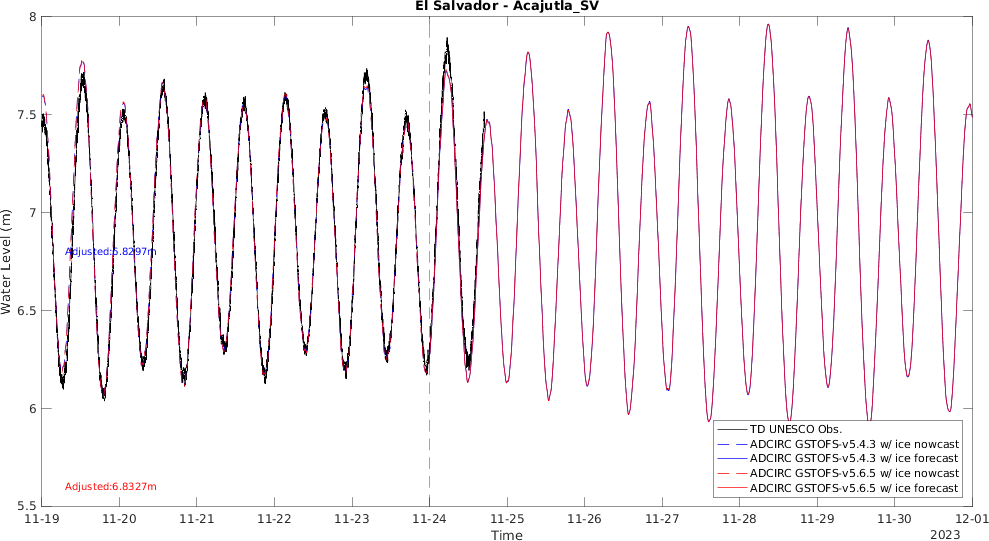 El Salvador - Acajutla_SV
Water Level (m)
8
7.5
7
6.5
6
5.5
Adjusted:6.8297m
Adjusted:6.8327m
TD UNESCO Obs.
ADCIRC GSTOFS-v5.4.3 w/ ice nowcast
ADCIRC GSTOFS-v5.4.3 w/ ice forecast
ADCIRC GSTOFS-v5.6.5 w/ ice nowcast
ADCIRC GSTOFS-v5.6.5 w/ ice forecast
11-19 11-20 11-21 11-22 11-23 11-24 11-25 11-26 11-27 11-28 11-29 11-30 12-01
Time
2023